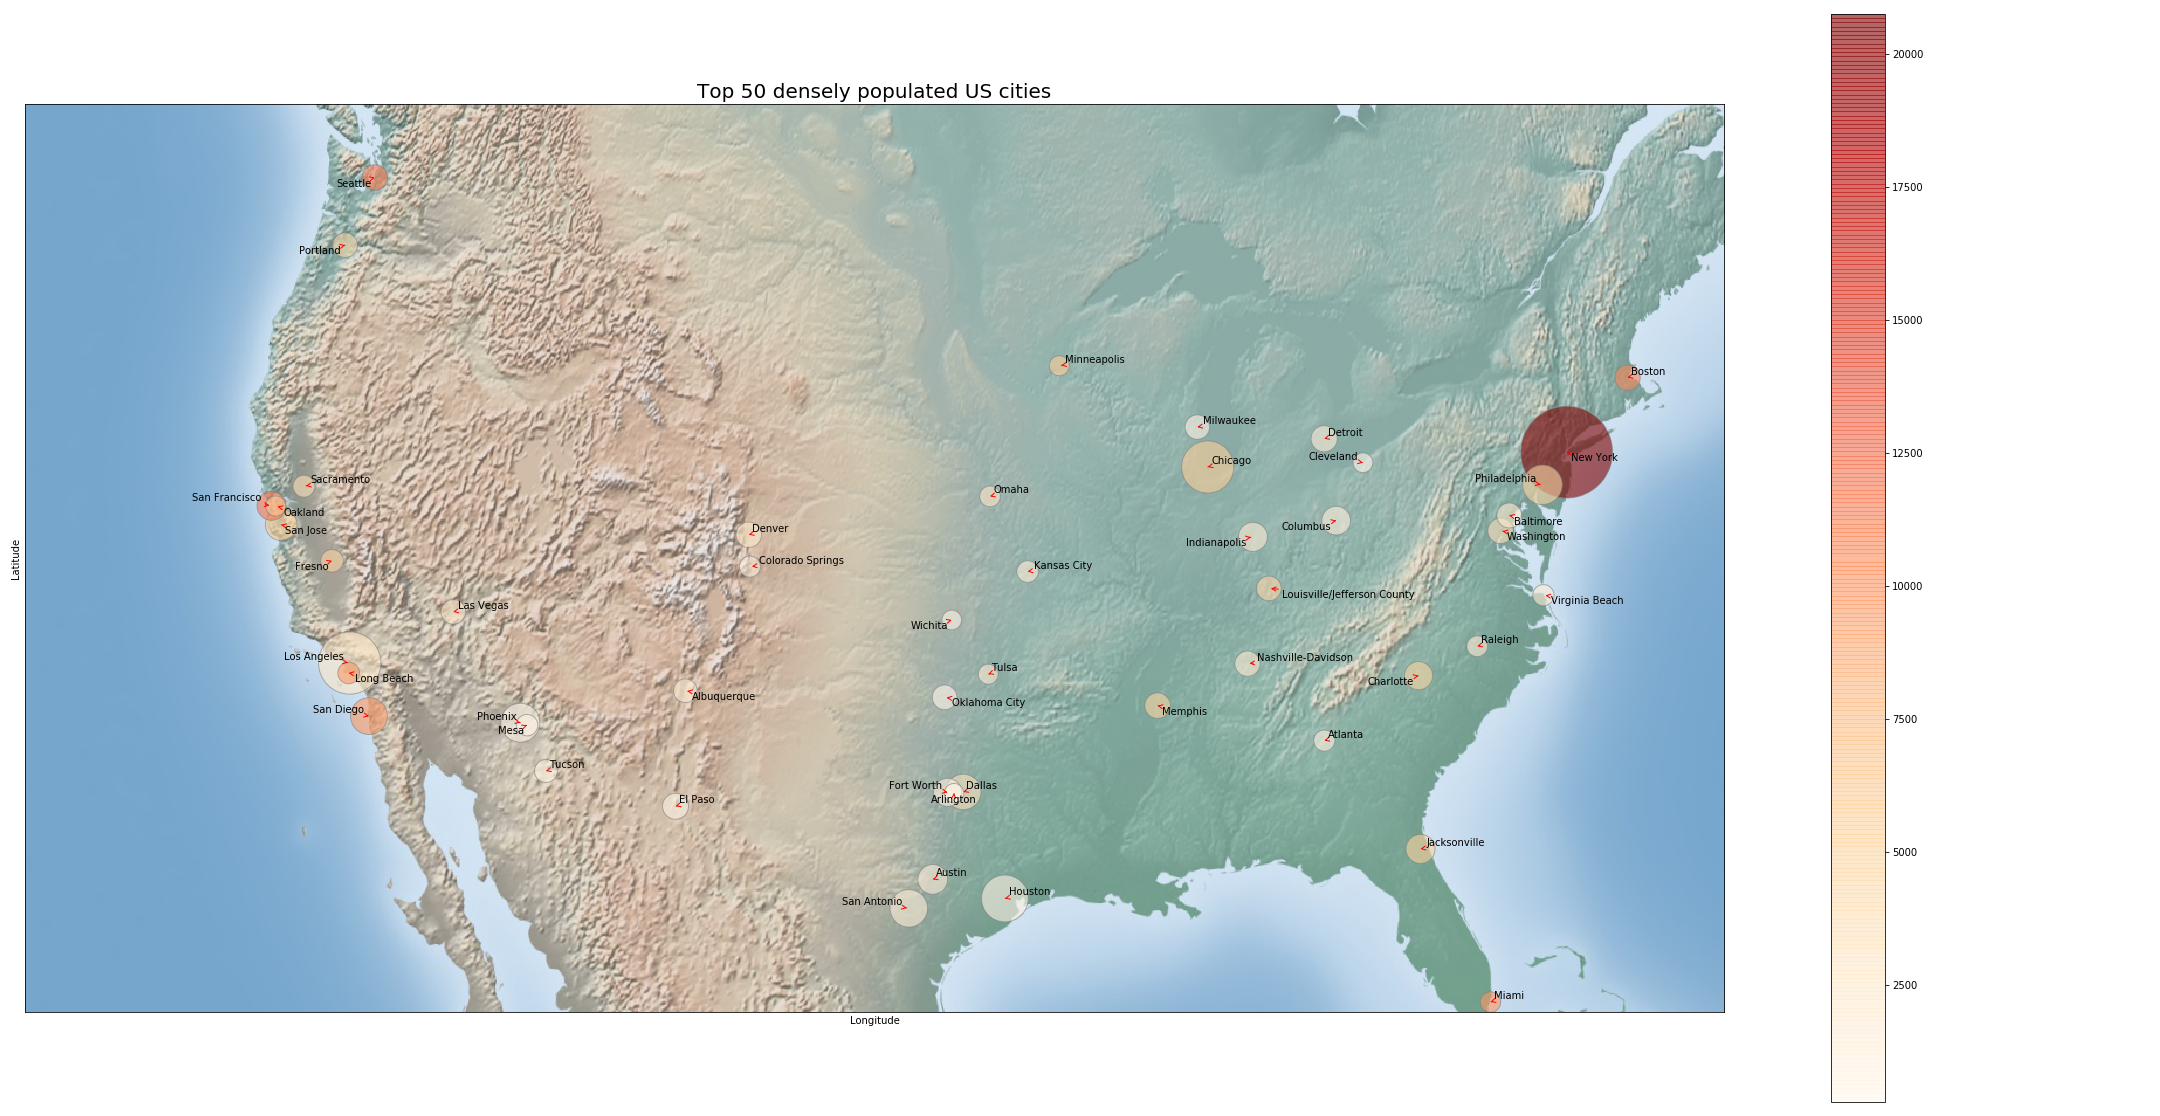 Top 50 densely populated US cities
Seattle
Portland
Minneapolis
Boston
Milwaukee
Detroit
Cleveland
Chicago
New York
Philadelphia
Sacramento
San Francisco
Oakland
San Jose
Omaha
Columbus
Baltimore
Washington
Denver
Indianapolis
Colorado Springs
Kansas City
Fresno
Louisville/Jefferson County
Virginia Beach
Las Vegas
Wichita
Raleigh
Los Angeles
Long Beach
Nashville-Davidson
Tulsa
Charlotte
Albuquerque
Oklahoma City
San Diego
Phoenix
Mesa
Memphis
Atlanta
Tucson
Fort Worth
Dallas
Arlington
El Paso
Jacksonville
Austin
Houston
San Antonio
Miami
Latitude
Longitude
20000
17500
15000
12500
10000
7500
5000
2500